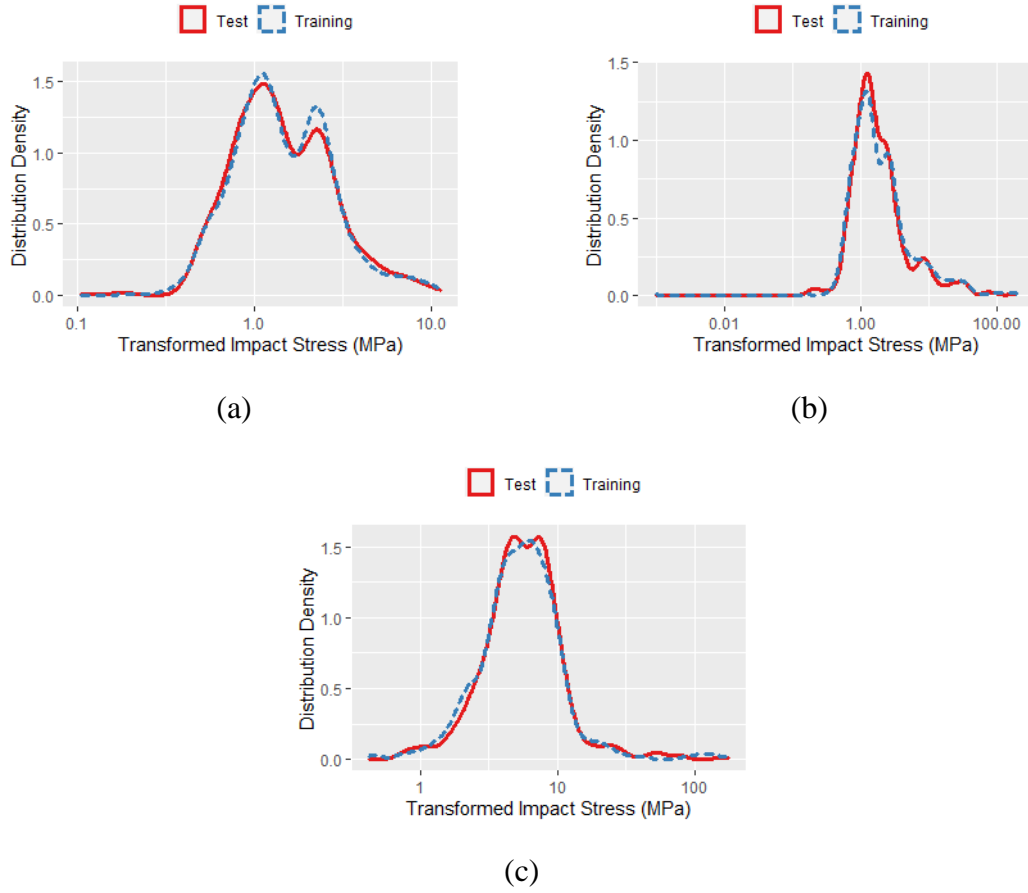 Test Training
Distribution Density
1.5
1.0
0.5
0.0
0.1 1.0 10.0
Transformed Impact Stress (MPa)
(a)
Test Training
Distribution Density
1.5
1.0
0.5
0.0
0.01 1.00 100.00
Transformed Impact Stress (MPa)
(b)
Test Training
Distribution Density
1.5
1.0
0.5
0.0
1 10 100
Transformed Impact Stress (MPa)
(c)